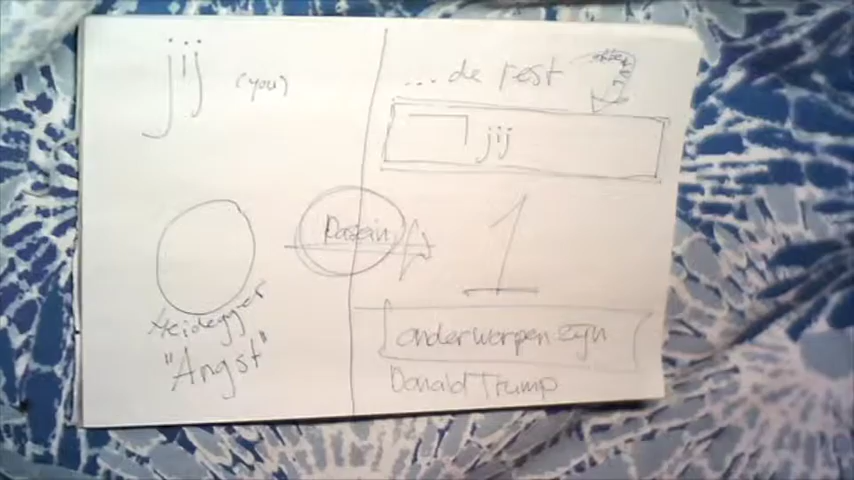 jij (you)
... de rest
¬ jij
Dasein
1
Heidegger
"Angst"
onderworpen zijn
Donald Trump